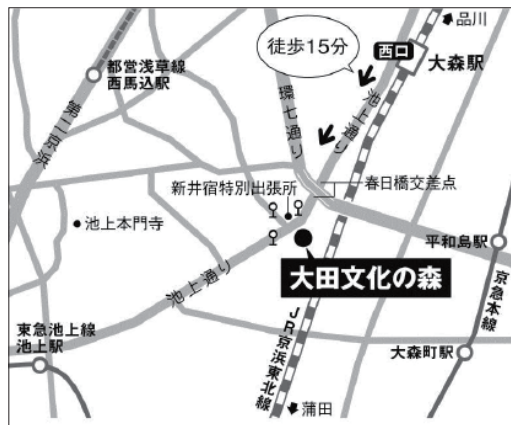 品川
徒歩15分
西口
大森駅
都営浅草線
西馬込駅
第二京浜
環七通り
池上通り
春日橋交差点
新井宿特別出張所
池上本門寺
平和島駅
大田文化の森
池上通り
京急本線
JR京浜東北線
東急池上線
池上駅
大森町駅
蒲田